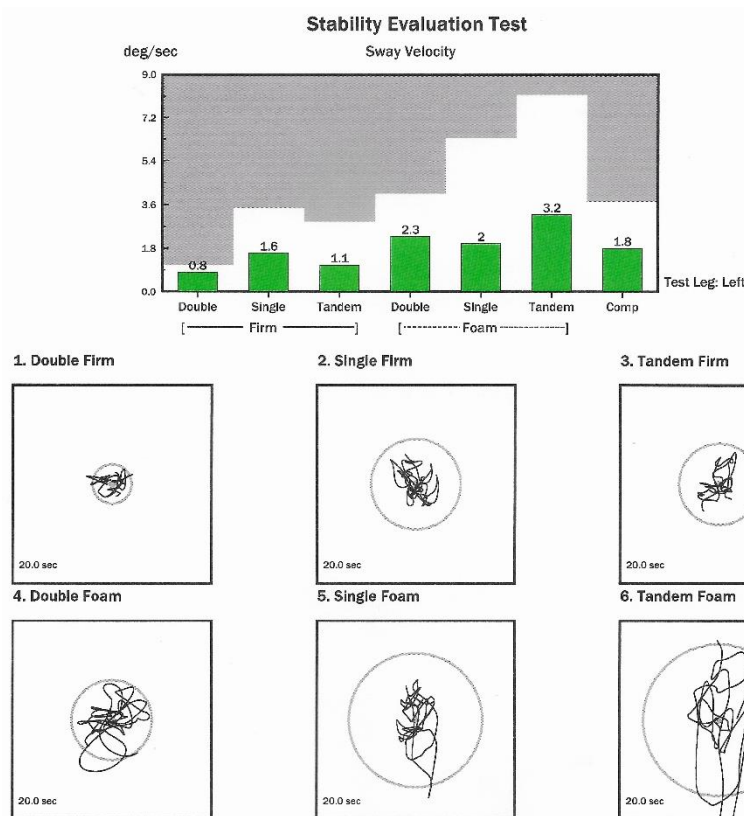 Stability Evaluation Test
deg/sec
Sway Velocity
9.0
7.2
5.4
3.6
1.8
0.0
0.8
1.6
1.1
2.3
2
3.2
1.8
Test Leg: Left
Double Single Tandem Double Single Tandem Comp
[ Firm ] [ Foam ]
1. Double Firm 2. Single Firm 3. Tandem Firm
20.0 sec 20.0 sec 20.0 sec
4. Double Foam 5. Single Foam 6. Tandem Foam
20.0 sec 20.0 sec 20.0 sec